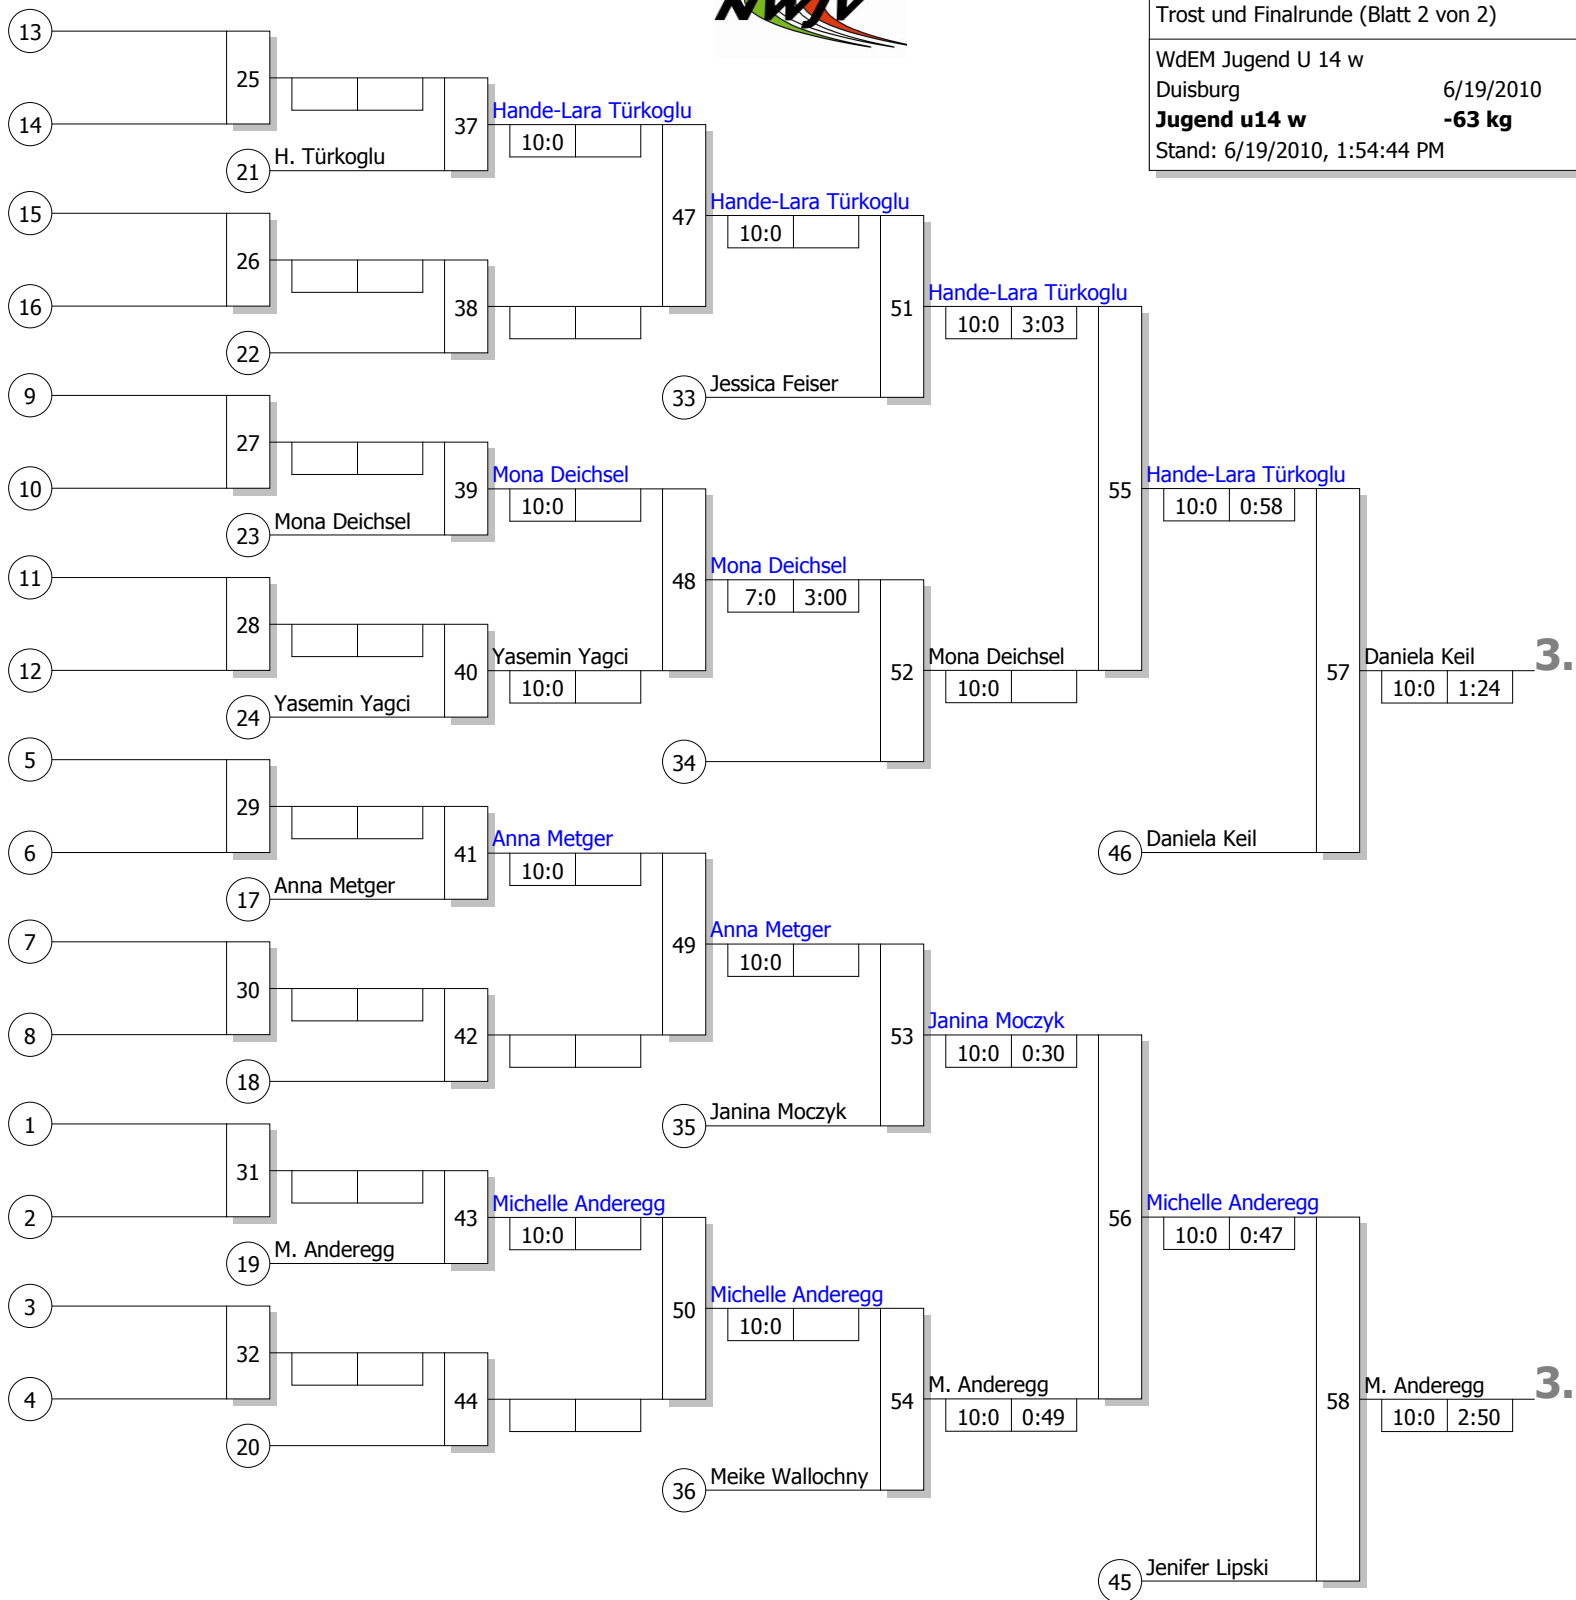 NWJV
Trost und Finalrunde (Blatt 2 von 2)
WdEM Jugend U 14 w
Duisburg 6/19/2010
Jugend u14 w -63 kg
Stand: 6/19/2010, 1:54:44 PM
13
25
14
37
Hande-Lara Türkoglu
10:0
21 H. Türkoglu
15
47
Hande-Lara Türkoglu
10:0
26
16
38
51
Hande-Lara Türkoglu
10:0 3:03
22
33 Jessica Feiser
9
27
10
39
Mona Deichsel
10:0
55
Hande-Lara Türkoglu
10:0 0:58
23 Mona Deichsel
11
48
Mona Deichsel
7:0 3:00
28
12
40
Yasemin Yagci
10:0
52
Mona Deichsel
10:0
57
Daniela Keil
3.
10:0 1:24
24 Yasemin Yagci
5
34
29
6
41
Anna Metger
10:0
46 Daniela Keil
17 Anna Metger
7
49
Anna Metger
10:0
30
8
42
53
Janina Moczyk
10:0 0:30
18
1
35 Janina Moczyk
31
2
43
Michelle Anderegg
10:0
56
Michelle Anderegg
10:0 0:47
19 M. Anderegg
3
50
Michelle Anderegg
10:0
32
4
44
54
M. Anderegg
10:0 0:49
58
M. Anderegg
3.
10:0 2:50
20
36 Meike Wallochny
45 Jenifer Lipski